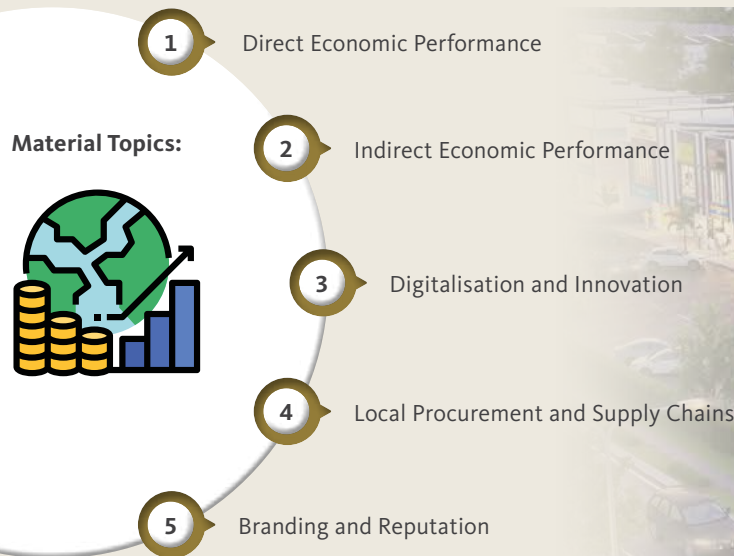 1
Direct Economic Performance
Material Topics:
2
Indirect Economic Performance
3
Digitalisation and Innovation
4
Local Procurement and Supply Chains
5
Branding and Reputation